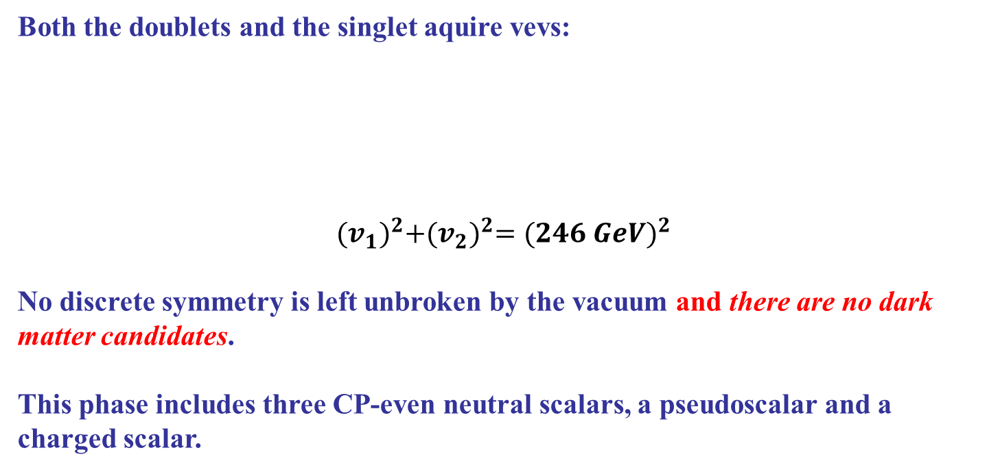 Both the doublets and the singlet aquire vevs:
(𝒗₁)²+(𝒗₂)²= (246 GeV)²
No discrete symmetry is left unbroken by the vacuum and there are no dark
matter candidates.
This phase includes three CP-even neutral scalars, a pseudoscalar and a
charged scalar.